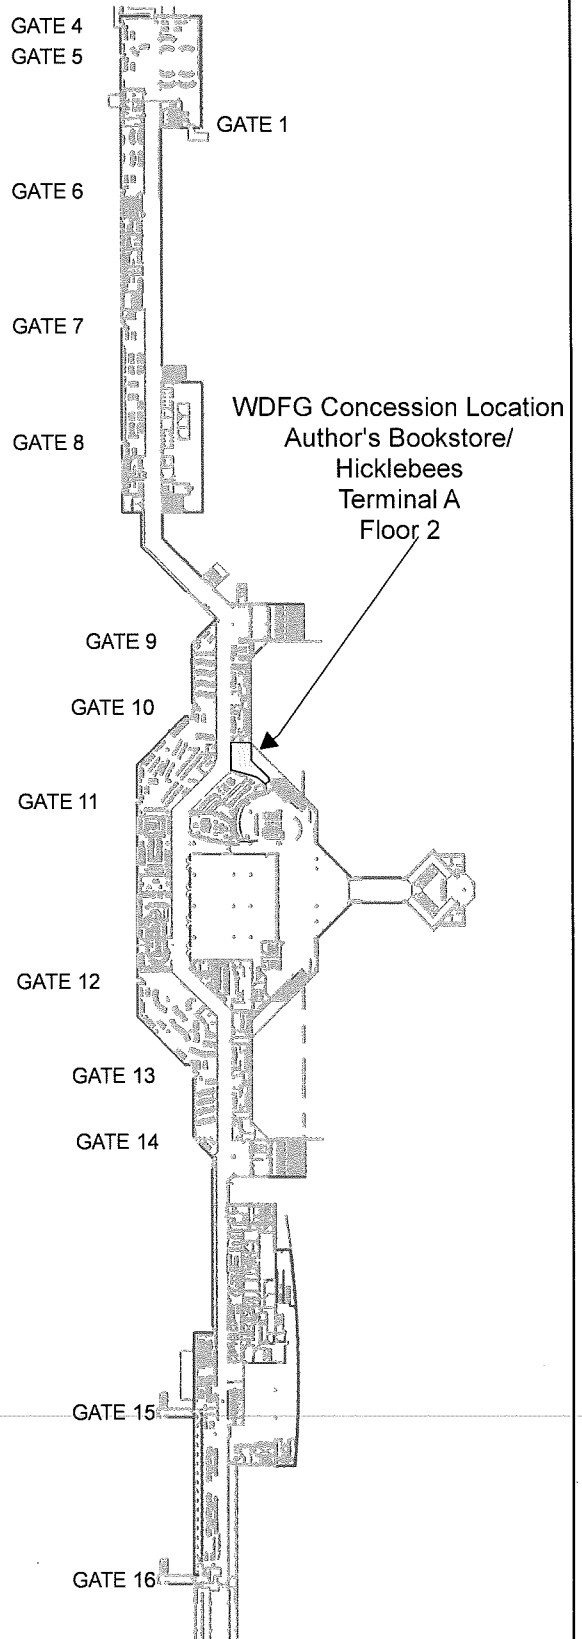 GATE 4
GATE 5
GATE 1
GATE 6
GATE 7
GATE 8
WDFG Concession Location
Author's Bookstore/
Hicklebees
Terminal A
Floor 2
GATE 9
GATE 10
GATE 11
GATE 12
GATE 13
GATE 14
GATE 15
GATE 16